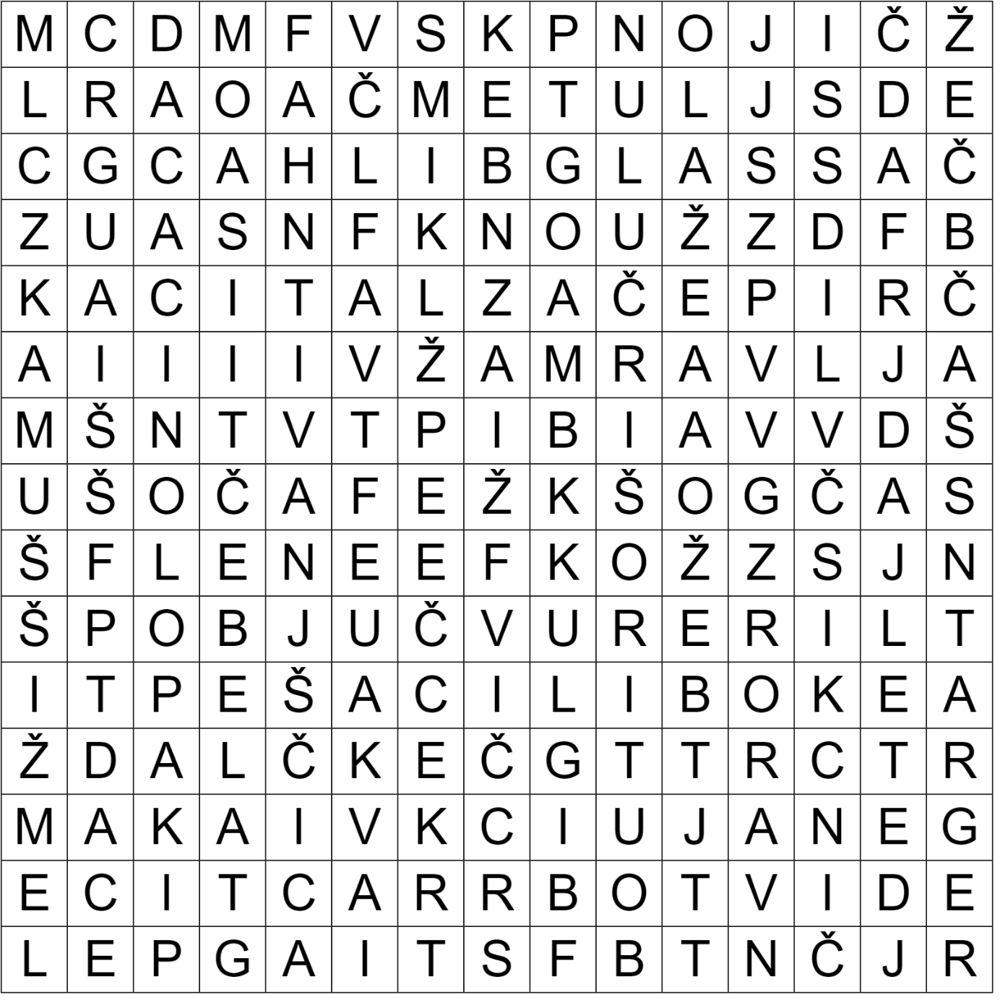 M C D M F V S K P N O J I Č Ž
L R A O A Č M E T U L J S D E
C G C A H L I B G L A S S A Č
Z U A S N F K N O U Ž Z D F B
K A C I T A L Z A Č E P I R Č
A I I I I V Ž A M R A V L J A
M Š N T V T P I B I A V V D Š
U Š O Č A F E Ž K Š O G Č A S
Š F L E N E E F K O Ž Z S J N
Š P O B J U Č V U R E R I L T
I T P E Š A C I L I B O K E A
Ž D A L Č K E Č G T T R C T R
M A K A I V K C I U J A N E G
E C I T C A R R B O T V I D E
L E P G A I T S F B T N Č J R